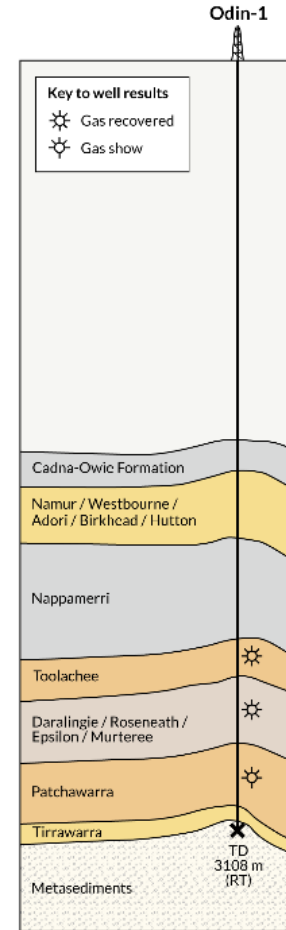 Odin-1
Key to well results
Gas recovered
Gas show
Cadna-Owie Formation
Namur / Westbourne /
Adori / Birkhead / Hutton
Nappamerri
Toolachee
Daralingie / Roseneath /
Epsilon / Murteree
Patchawarra
Tirrawarra
TD
3108 m
(RT)
Metasediments